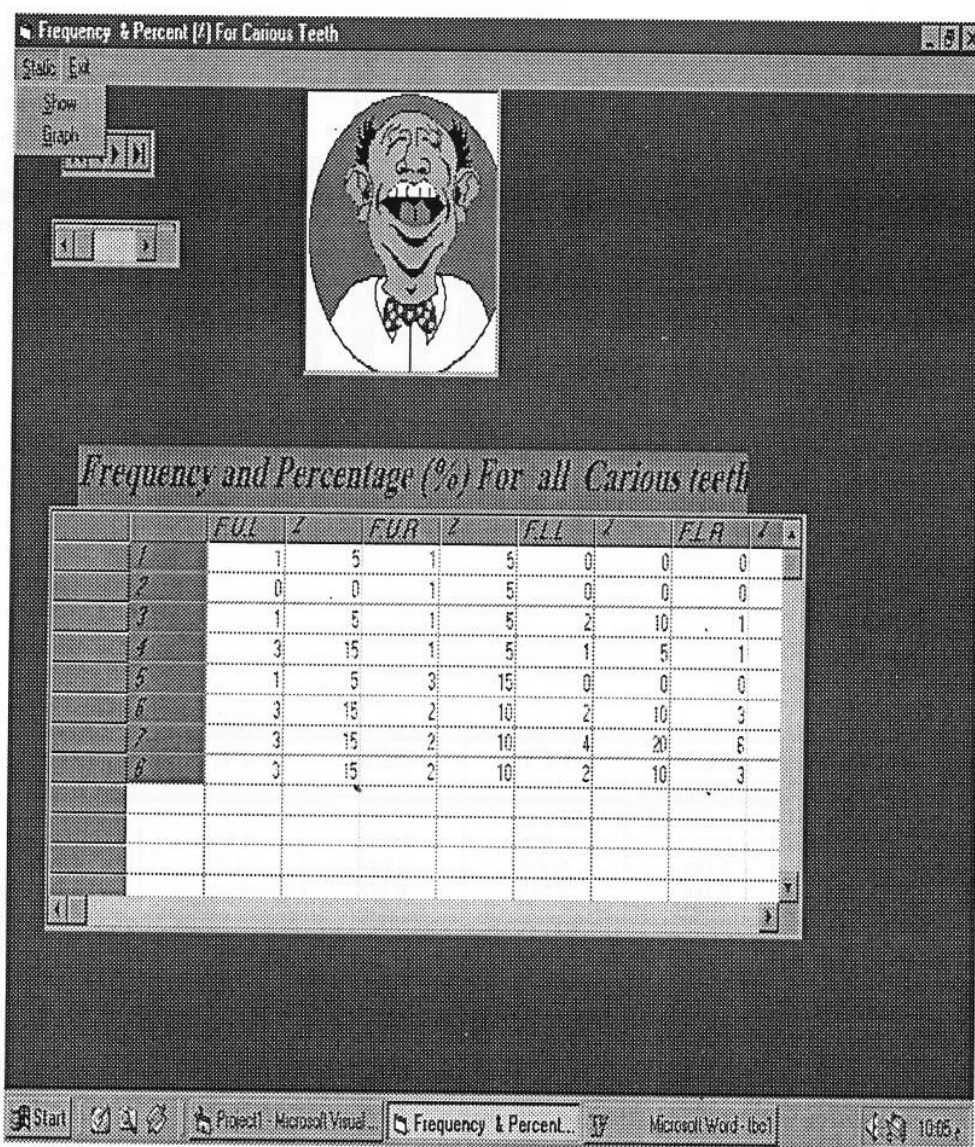 Frequency & Percent (%) For Carious Teeth
Static Exit
Show
Graph
Frequency and Percentage (%) For all Carious teeth
F.U.L % F.U.R % F.L.L % F.L.R %
1 1 5 1 5 0 0 0
2 0 0 1 5 0 0 0
3 1 5 1 5 2 10 1
4 3 15 1 5 1 5 1
5 1 5 3 15 0 0 0
6 3 15 2 10 2 10 3
7 3 15 2 10 4 20 6
8 3 15 2 10 2 10 3
Start Project1 - Microsoft Visual... Frequency & Percent... Microsoft Word - tbc1 10:05